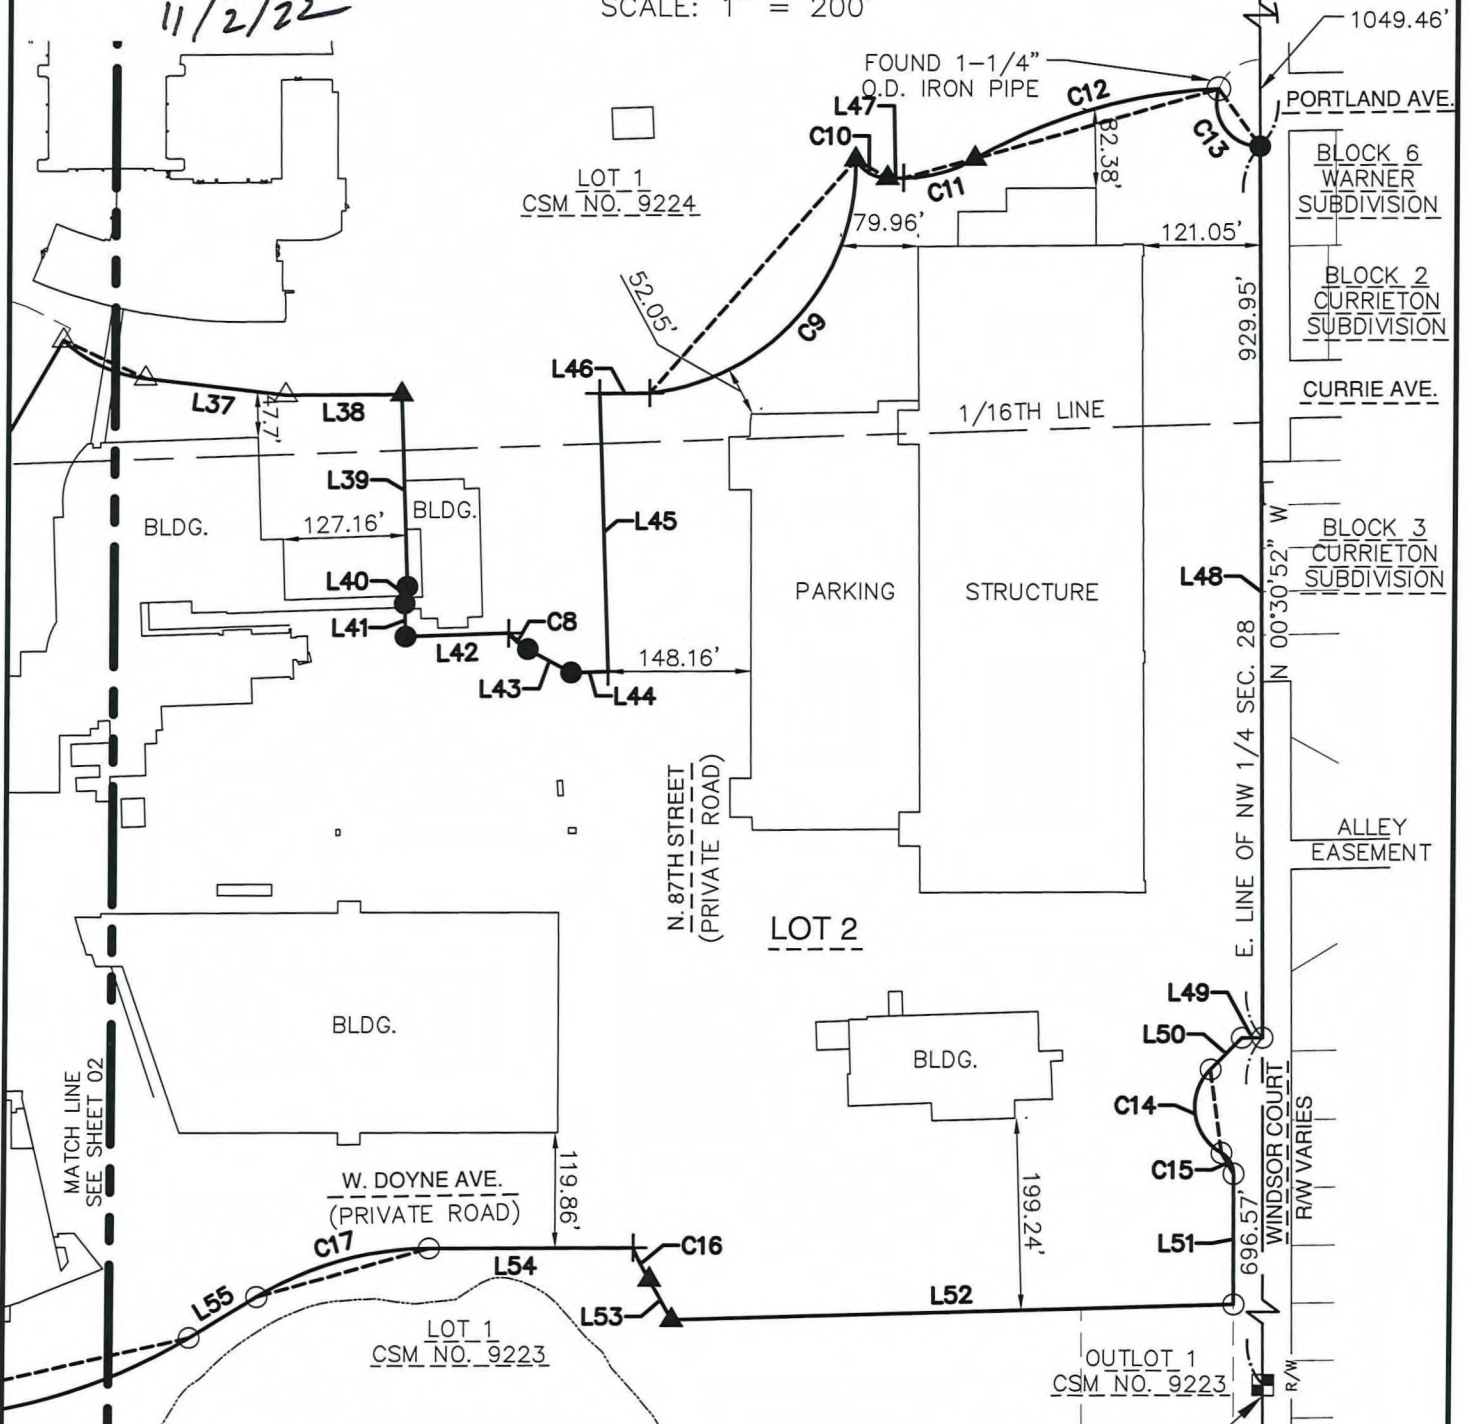 11/2/22
SCALE: 1" = 200'
1049.46'
FOUND 1-1/4"
O.D. IRON PIPE
C12
L47
C10
C13
C11
82.38'
PORTLAND AVE.
BLOCK 6
WARNER
SUBDIVISION
LOT 1
CSM NO. 9224
79.96'
121.05'
52.05'
C9
929.95'
BLOCK 2
CURRIETON
SUBDIVISION
L46
L37
L38
47.7'
1/16TH LINE
CURRIE AVE.
L39
BLDG.
127.16'
BLDG.
L45
BLOCK 3
CURRIETON
SUBDIVISION
L40
L41
L42
C8
PARKING
STRUCTURE
L48
N 00°30'52" W
148.16'
L43
L44
E. LINE OF NW 1/4 SEC. 28
N. 87TH STREET
(PRIVATE ROAD)
ALLEY
EASEMENT
LOT 2
L49
L50
BLDG.
BLDG.
MATCH LINE
SEE SHEET 02
C14
C15
WINDSOR COURT
R/W VARIES
W. DOYNE AVE.
(PRIVATE ROAD)
119.86'
199.24'
696.57'
C17
L54
C16
L51
L55
L53
L52
LOT 1
CSM NO. 9223
OUTLOT 1
CSM NO. 9223
R/W